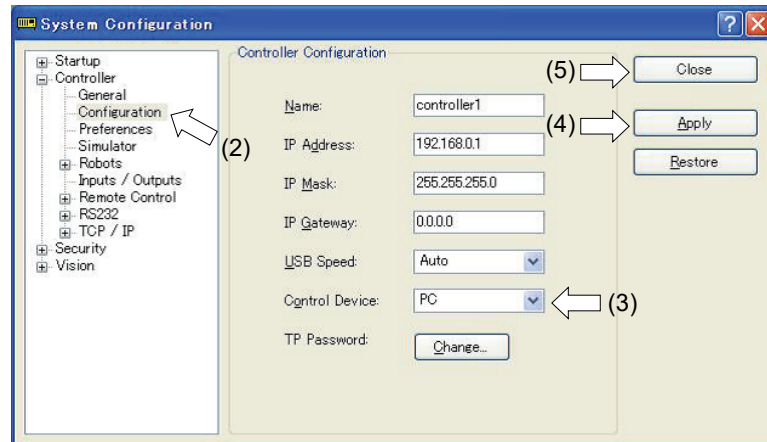 System Configuration
Startup
Controller
General
Configuration
Preferences
Simulator
Robots
Inputs / Outputs
Remote Control
RS232
TCP / IP
Security
Vision
(2)
Controller Configuration
Name: controller1
IP Address: 192.168.0.1
IP Mask: 255.255.255.0
IP Gateway: 0.0.0.0
USB Speed: Auto
Control Device: PC
(3)
TP Password: Change...
(5)
Close
(4)
Apply
Restore